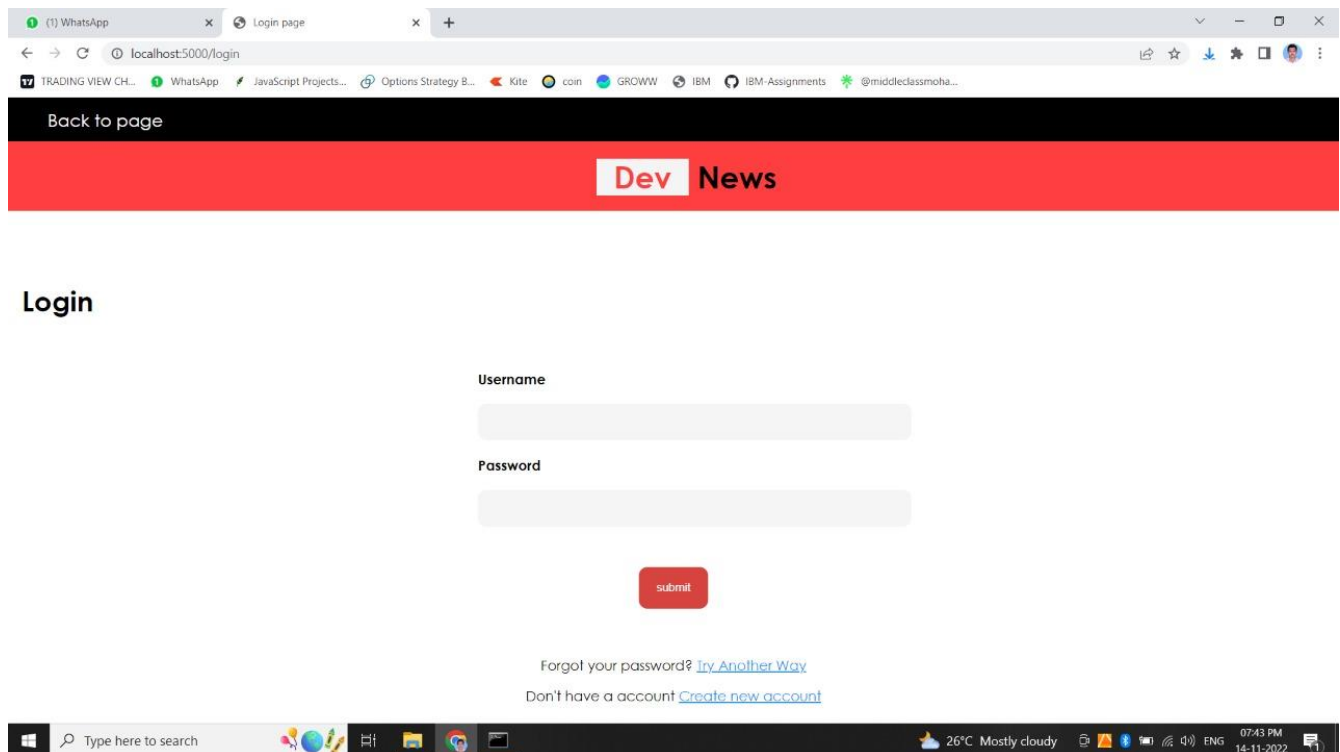 (1) WhatsApp Login page
localhost:5000/login
TRADING VIEW CH... WhatsApp JavaScript Projects... Options Strategy B... Kite coin GROWW IBM IBM-Assignments @middleclassmoha...
Back to page
Dev News
Login
Username
Password
submit
Forgot your password? Try Another Way
Don't have a account Create new account
Type here to search 26°C Mostly cloudy ENG 07:43 PM
14-11-2022